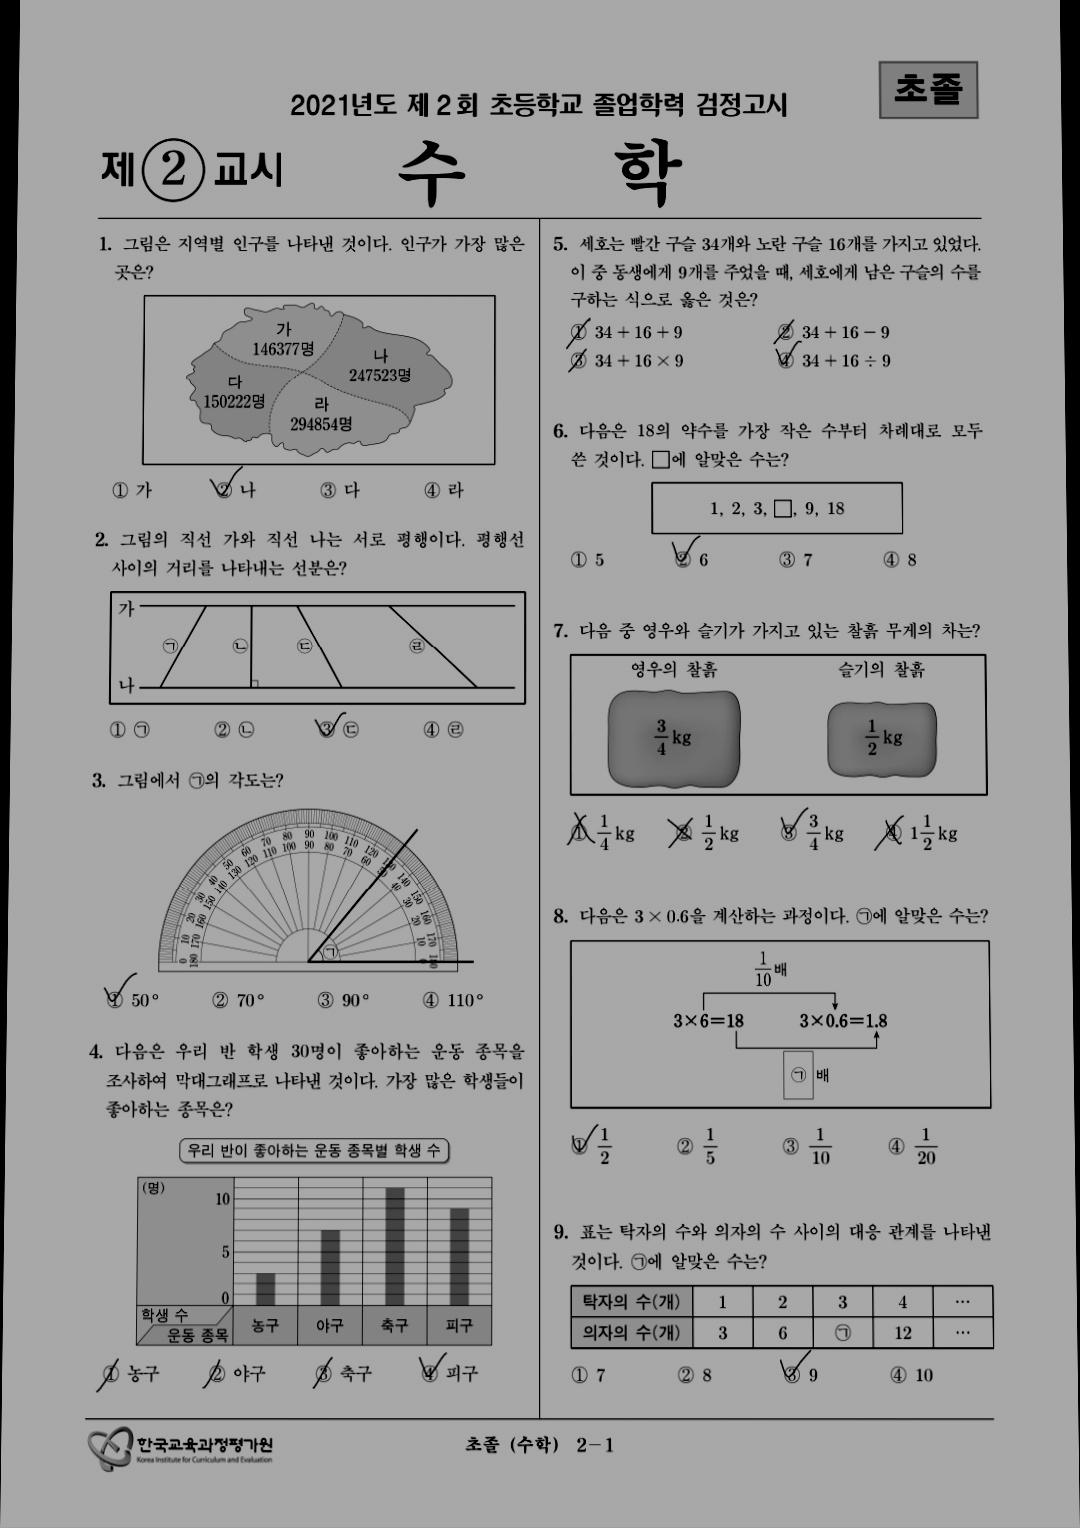 초졸
2021년도 제 2 회 초등학교 졸업학력 검정고시
제 ② 교시 수 학
1. 그림은 지역별 인구를 나타낸 것이다. 인구가 가장 많은
곳은?
가
146377명
나
247523명
다
150222명
라
294854명
① 가 ② 나 ③ 다 ④ 라
2. 그림의 직선 가와 직선 나는 서로 평행이다. 평행선
사이의 거리를 나타내는 선분은?
가
㉠ ㉡ ㉢ ㉣
나
① ㉠ ② ㉡ ③ ㉢ ④ ㉣
3. 그림에서 ㉠의 각도는?
0 10 20 30 40 50 60 70 80 90 100 110 120 130 140 150 160 170 180
180 170 160 150 140 130 120 110 100 90 80 70 60 50 40 30 20 10 0
㉠
① 50° ② 70° ③ 90° ④ 110°
4. 다음은 우리 반 학생 30명이 좋아하는 운동 종목을
조사하여 막대그래프로 나타낸 것이다. 가장 많은 학생들이
좋아하는 종목은?
우리 반이 좋아하는 운동 종목별 학생 수
(명)
10
5
0
학생 수
운동 종목
농구 야구 축구 피구
① 농구 ② 야구 ③ 축구 ④ 피구
5. 세호는 빨간 구슬 34개와 노란 구슬 16개를 가지고 있었다.
이 중 동생에게 9개를 주었을 때, 세호에게 남은 구슬의 수를
구하는 식으로 옳은 것은?
① 34 + 16 + 9 ② 34 + 16 − 9
③ 34 + 16 × 9 ④ 34 + 16 ÷ 9
6. 다음은 18의 약수를 가장 작은 수부터 차례대로 모두
쓴 것이다. □에 알맞은 수는?
1, 2, 3, □, 9, 18
① 5 ② 6 ③ 7 ④ 8
7. 다음 중 영우와 슬기가 가지고 있는 찰흙 무게의 차는?
영우의 찰흙 슬기의 찰흙
3/4 kg 1/2 kg
① 1/4 kg ② 1/2 kg ③ 3/4 kg ④ 1 1/2 kg
8. 다음은 3 × 0.6을 계산하는 과정이다. ㉠에 알맞은 수는?
1/10 배
3×6=18 3×0.6=1.8
㉠ 배
① 1/2 ② 1/5 ③ 1/10 ④ 1/20
9. 표는 탁자의 수와 의자의 수 사이의 대응 관계를 나타낸
것이다. ㉠에 알맞은 수는?
탁자의 수(개) 1 2 3 4 …
의자의 수(개) 3 6 ㉠ 12 …
① 7 ② 8 ③ 9 ④ 10
한국교육과정평가원
Korea Institute for Curriculum and Evaluation
초졸 (수학) 2−1